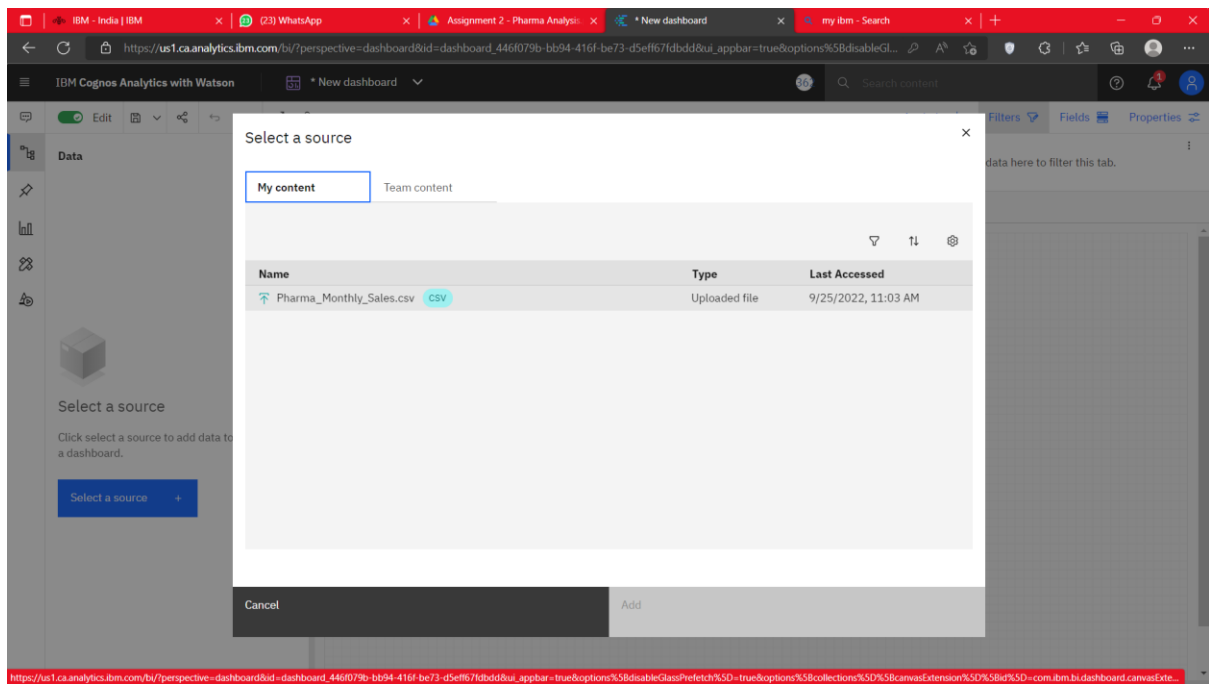 IBM - India | IBM
(23) WhatsApp
Assignment 2 - Pharma Analysis
* New dashboard
my ibm - Search
https://us1.ca.analytics.ibm.com/bi/?perspective=dashboard&id=dashboard_446f079b-bb94-416f-be73-d5eff67fdbdd&ui_appbar=true&options%5BdisableGl...
IBM Cognos Analytics with Watson
* New dashboard
Search content
Edit
Filters
Fields
Properties
Data
data here to filter this tab.
Select a source
My content
Team content
Name
Type
Last Accessed
Pharma_Monthly_Sales.csv
CSV
Uploaded file
9/25/2022, 11:03 AM
Select a source
Click select a source to add data to
a dashboard.
Select a source +
Cancel
Add
https://us1.ca.analytics.ibm.com/bi/?perspective=dashboard&id=dashboard_446f079b-bb94-416f-be73-d5eff67fdbdd&ui_appbar=true&options%5BdisableGlassPrefetch%5D=true&options%5Bcollections%5D%5BcanvasExtension%5D%5Bid%5D=com.ibm.bi.dashboard.canvasExte...